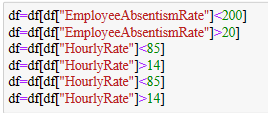 df=df[df["EmployeeAbsentismRate"]<200]
df=df[df["EmployeeAbsentismRate"]>20]
df=df[df["HourlyRate"]<85]
df=df[df["HourlyRate"]>14]
df=df[df["HourlyRate"]<85]
df=df[df["HourlyRate"]>14]